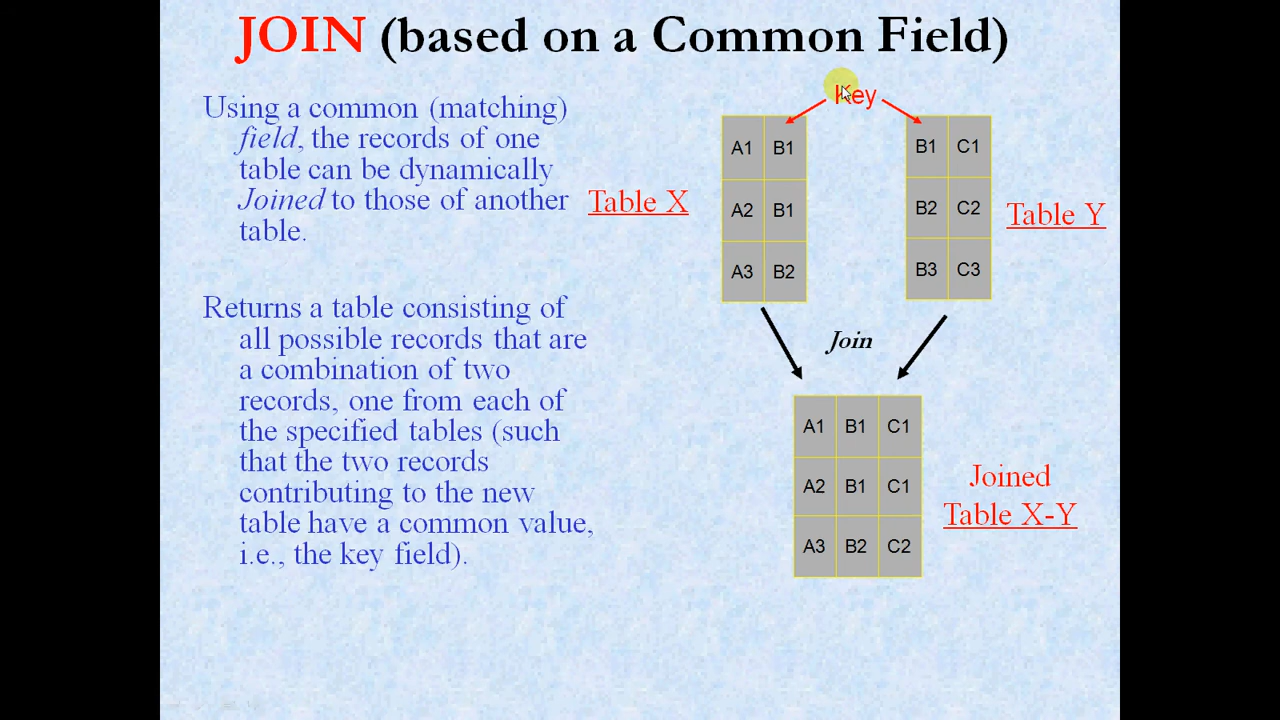 JOIN (based on a Common Field)
Using a common (matching)
field, the records of one
table can be dynamically
Joined to those of another
table.
Returns a table consisting of
all possible records that are
a combination of two
records, one from each of
the specified tables (such
that the two records
contributing to the new
table have a common value,
i.e., the key field).
Key
Table X
A1 B1
A2 B1
A3 B2
B1 C1
B2 C2
B3 C3
Table Y
Join
A1 B1 C1
A2 B1 C1
A3 B2 C2
Joined
Table X-Y